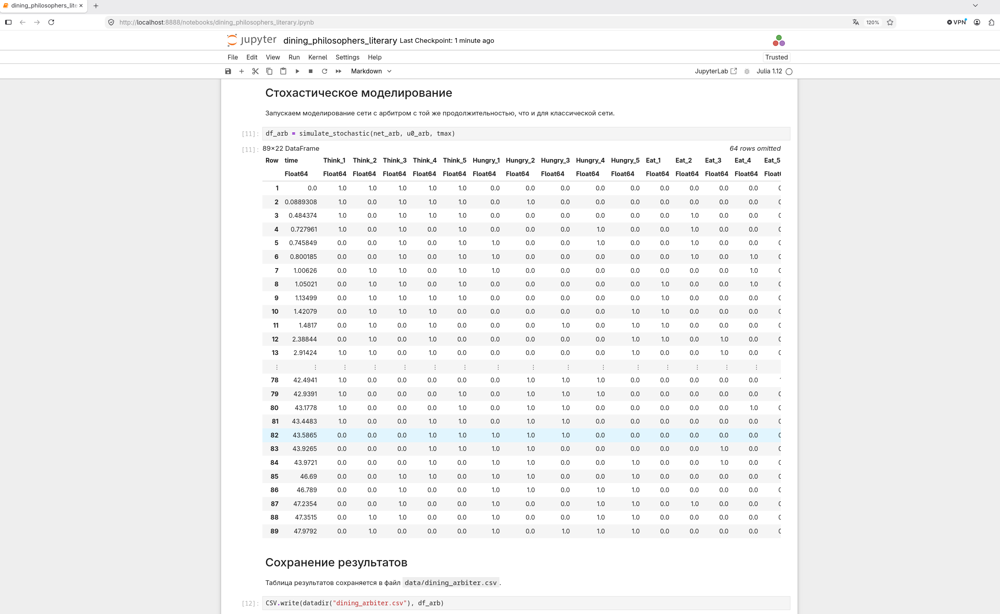 dining_philosophers_lite
http://localhost:8888/notebooks/dining_philosophers_literary.ipynb
120%
VPN
jupyter dining_philosophers_literary Last Checkpoint: 1 minute ago
File Edit View Run Kernel Settings Help Trusted
Markdown JupyterLab Julia 1.12
Стохастическое моделирование
Запускаем моделирование сети с арбитром с той же продолжительностью, что и для классической сети.
[11]: df_arb = simulate_stochastic(net_arb, u0_arb, tmax)
[11]: 89×22 DataFrame 64 rows omitted
Row time Think_1 Think_2 Think_3 Think_4 Think_5 Hungry_1 Hungry_2 Hungry_3 Hungry_4 Hungry_5 Eat_1 Eat_2 Eat_3 Eat_4 Eat_5
Float64 Float64 Float64 Float64 Float64 Float64 Float64 Float64 Float64 Float64 Float64 Float64 Float64 Float64 Float64
1 0.0 1.0 1.0 1.0 1.0 1.0 0.0 0.0 0.0 0.0 0.0 0.0 0.0 0.0 0.0
2 0.0889308 1.0 0.0 1.0 1.0 1.0 0.0 1.0 0.0 0.0 0.0 0.0 0.0 0.0 0.0
3 0.484374 1.0 0.0 1.0 1.0 1.0 0.0 0.0 0.0 0.0 0.0 0.0 1.0 0.0 0.0
4 0.727961 1.0 0.0 1.0 0.0 1.0 0.0 0.0 0.0 1.0 0.0 0.0 1.0 0.0 0.0
5 0.745849 0.0 0.0 1.0 0.0 1.0 1.0 0.0 0.0 1.0 0.0 0.0 1.0 0.0 0.0
6 0.800185 0.0 0.0 1.0 0.0 1.0 1.0 0.0 0.0 0.0 0.0 0.0 1.0 0.0 1.0
7 1.00626 0.0 1.0 1.0 0.0 1.0 1.0 0.0 0.0 0.0 0.0 0.0 0.0 0.0 1.0
8 1.05021 0.0 1.0 1.0 0.0 1.0 0.0 0.0 0.0 0.0 0.0 1.0 0.0 0.0 1.0
9 1.13499 0.0 1.0 1.0 1.0 1.0 0.0 0.0 0.0 0.0 0.0 1.0 0.0 0.0 0.0
10 1.42079 0.0 1.0 1.0 1.0 0.0 0.0 0.0 0.0 0.0 1.0 1.0 0.0 0.0 0.0
11 1.4817 0.0 1.0 0.0 1.0 0.0 0.0 0.0 1.0 0.0 1.0 1.0 0.0 0.0 0.0
12 2.38844 0.0 1.0 0.0 1.0 0.0 0.0 0.0 0.0 0.0 1.0 1.0 0.0 1.0 0.0
13 2.91424 1.0 1.0 0.0 1.0 0.0 0.0 0.0 0.0 0.0 1.0 0.0 0.0 1.0 0.0
⋮ ⋮ ⋮ ⋮ ⋮ ⋮ ⋮ ⋮ ⋮ ⋮ ⋮ ⋮ ⋮ ⋮ ⋮ ⋮
78 42.4941 1.0 0.0 0.0 0.0 0.0 0.0 1.0 1.0 1.0 0.0 0.0 0.0 0.0 0.0
79 42.9391 1.0 0.0 0.0 0.0 1.0 0.0 1.0 1.0 1.0 0.0 0.0 0.0 0.0 0.0
80 43.1778 1.0 0.0 0.0 0.0 1.0 0.0 1.0 1.0 0.0 0.0 0.0 0.0 0.0 1.0
81 43.4483 1.0 0.0 0.0 1.0 1.0 0.0 1.0 1.0 0.0 0.0 0.0 0.0 0.0 0.0
82 43.5865 0.0 0.0 0.0 1.0 1.0 1.0 1.0 1.0 0.0 0.0 0.0 0.0 0.0 0.0
83 43.9265 0.0 0.0 0.0 1.0 1.0 1.0 1.0 0.0 0.0 0.0 0.0 0.0 1.0 0.0
84 43.9721 0.0 0.0 0.0 1.0 0.0 1.0 1.0 0.0 0.0 1.0 0.0 0.0 1.0 0.0
85 46.69 0.0 0.0 1.0 1.0 0.0 1.0 1.0 0.0 0.0 1.0 0.0 0.0 0.0 0.0
86 46.789 0.0 0.0 1.0 0.0 0.0 1.0 1.0 0.0 1.0 1.0 0.0 0.0 0.0 0.0
87 47.2354 0.0 0.0 1.0 0.0 0.0 1.0 0.0 0.0 1.0 1.0 0.0 1.0 0.0 0.0
88 47.3515 0.0 1.0 1.0 0.0 0.0 1.0 0.0 0.0 1.0 1.0 0.0 0.0 0.0 0.0
89 47.9792 0.0 1.0 0.0 0.0 0.0 1.0 0.0 1.0 1.0 1.0 0.0 0.0 0.0 0.0
Сохранение результатов
Таблица результатов сохраняется в файл data/dining_arbiter.csv.
[12]: CSV.write(datadir("dining_arbiter.csv"), df_arb)